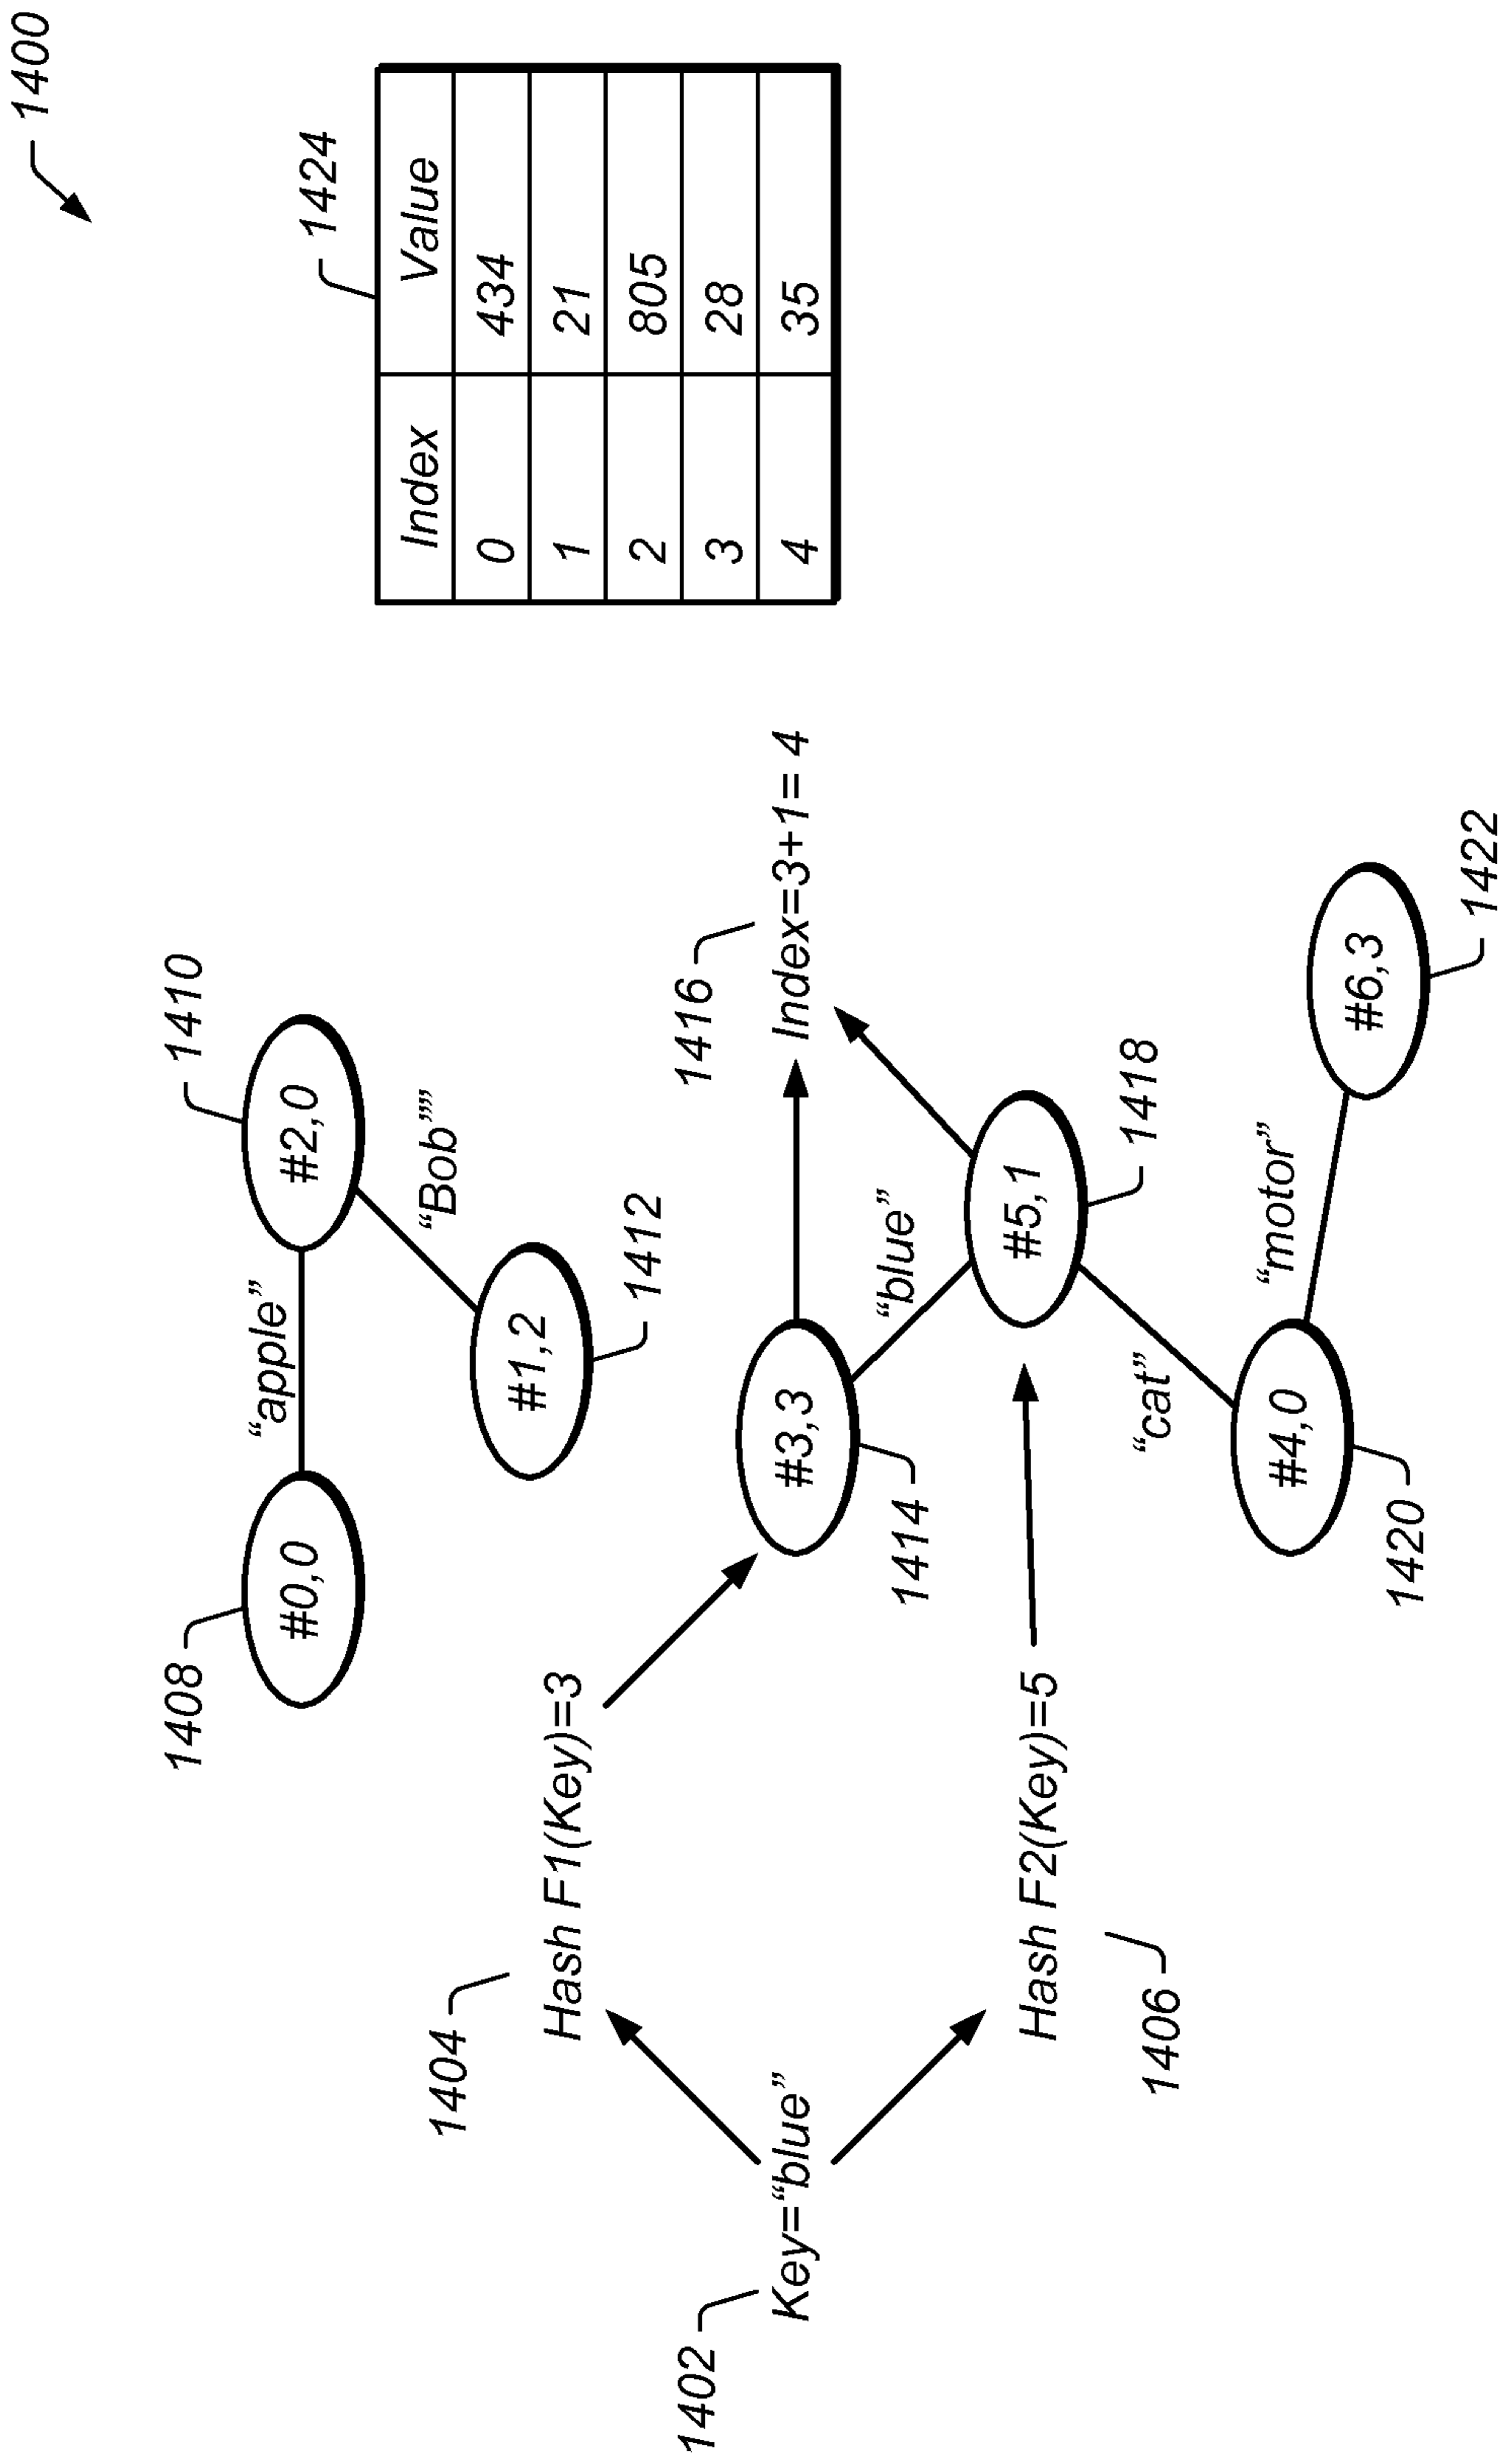 1400
1408
#0,0
"apple"
1410
#2,0
"Bob""
1412
#1,2
1424
Index Value
0 434
1 21
2 805
3 28
4 35
1402
Key="blue"
1404
Hash F1(Key)=3
1406
Hash F2(Key)=5
1414
#3,3
"blue"
1416
Index=3+1= 4
1418
#5,1
"cat"
1420
#4,0
"motor"
1422
#6,3